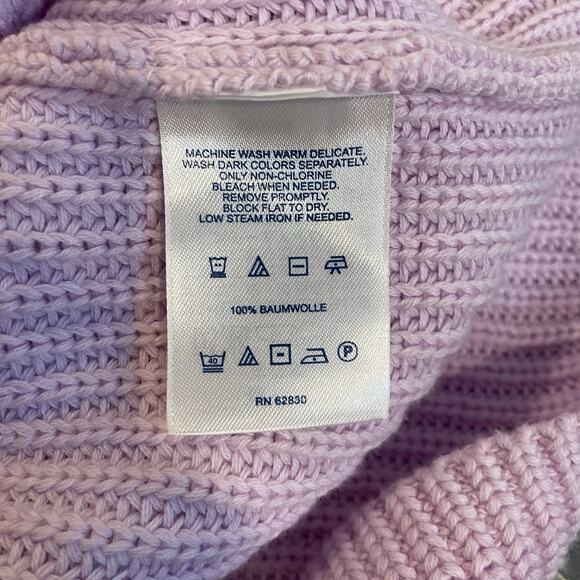 MACHINE WASH WARM DELICATE.
WASH DARK COLORS SEPARATELY.
ONLY NON-CHLORINE
BLEACH WHEN NEEDED.
REMOVE PROMPTLY.
BLOCK FLAT TO DRY.
LOW STEAM IRON IF NEEDED.
100% BAUMWOLLE
40 P
RN 62830